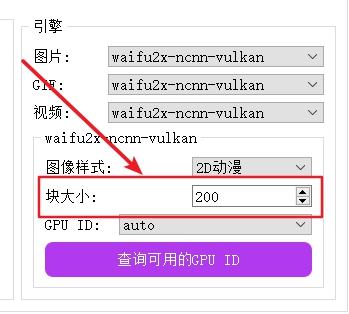 引擎
图片: waifu2x-ncnn-vulkan
GIF: waifu2x-ncnn-vulkan
视频: waifu2x-ncnn-vulkan
waifu2x-ncnn-vulkan
图像样式: 2D动漫
块大小: 200
GPU ID: auto
查询可用的GPU ID